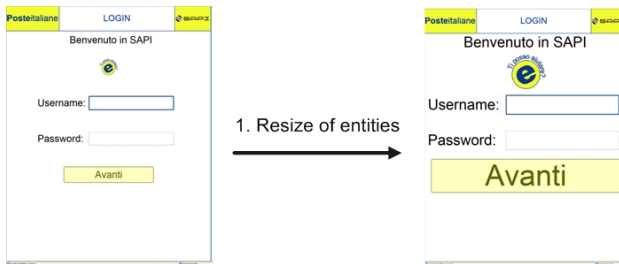 Posteitaliane LOGIN SAPI
Benvenuto in SAPI
Username:
Password:
Avanti
1. Resize of entities
Posteitaliane LOGIN
Benvenuto in SAPI
Ti posso aiutare?
Username:
Password:
Avanti